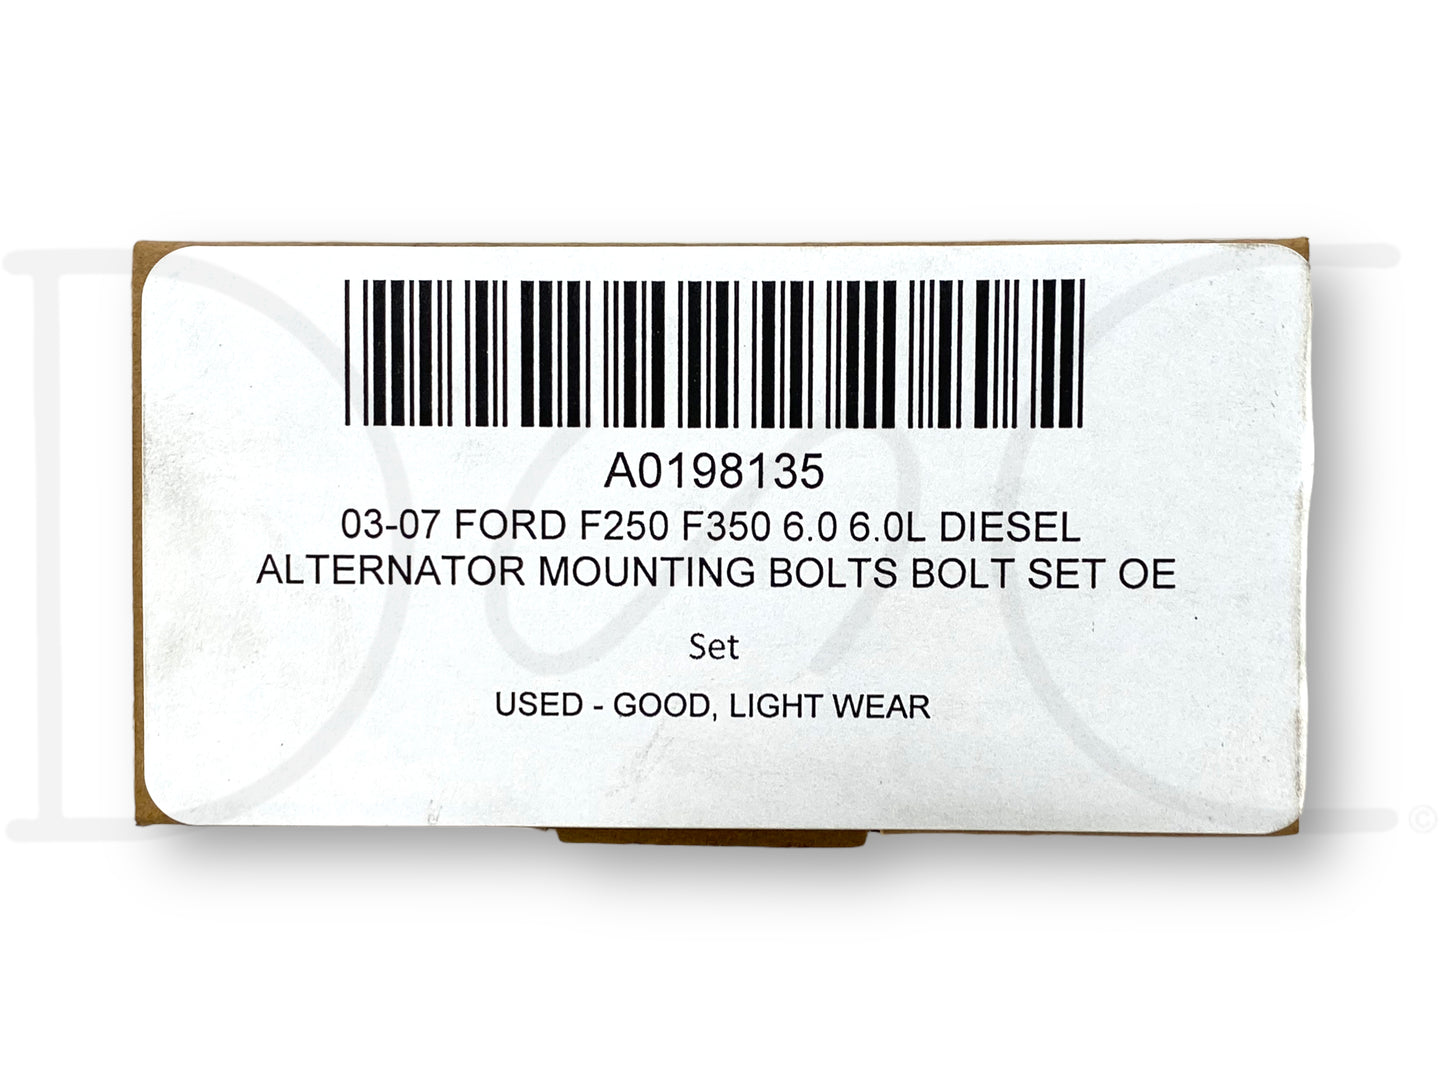 A0198135
03-07 FORD F250 F350 6.0 6.0L DIESEL
ALTERNATOR MOUNTING BOLTS BOLT SET OE
Set
USED - GOOD, LIGHT WEAR
©